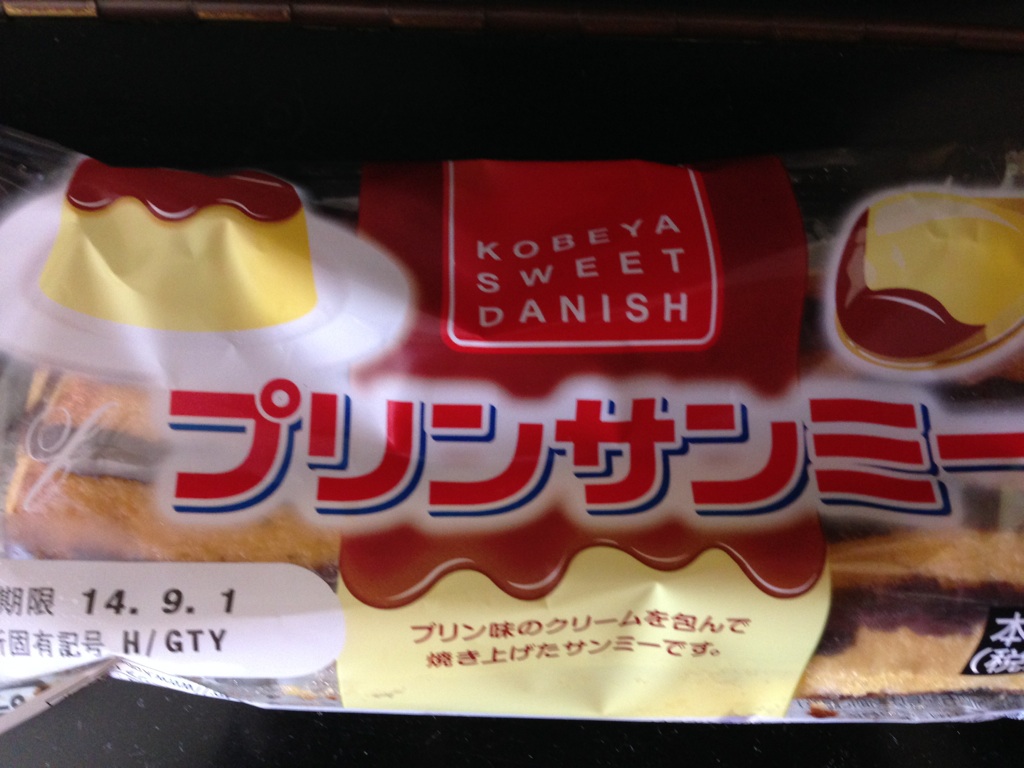 KOBEYA
SWEET
DANISH
プリンサンミー
期限 14. 9. 1
固有記号 H/GTY
プリン味のクリームを包んで
焼き上げたサンミーです。
本
(税